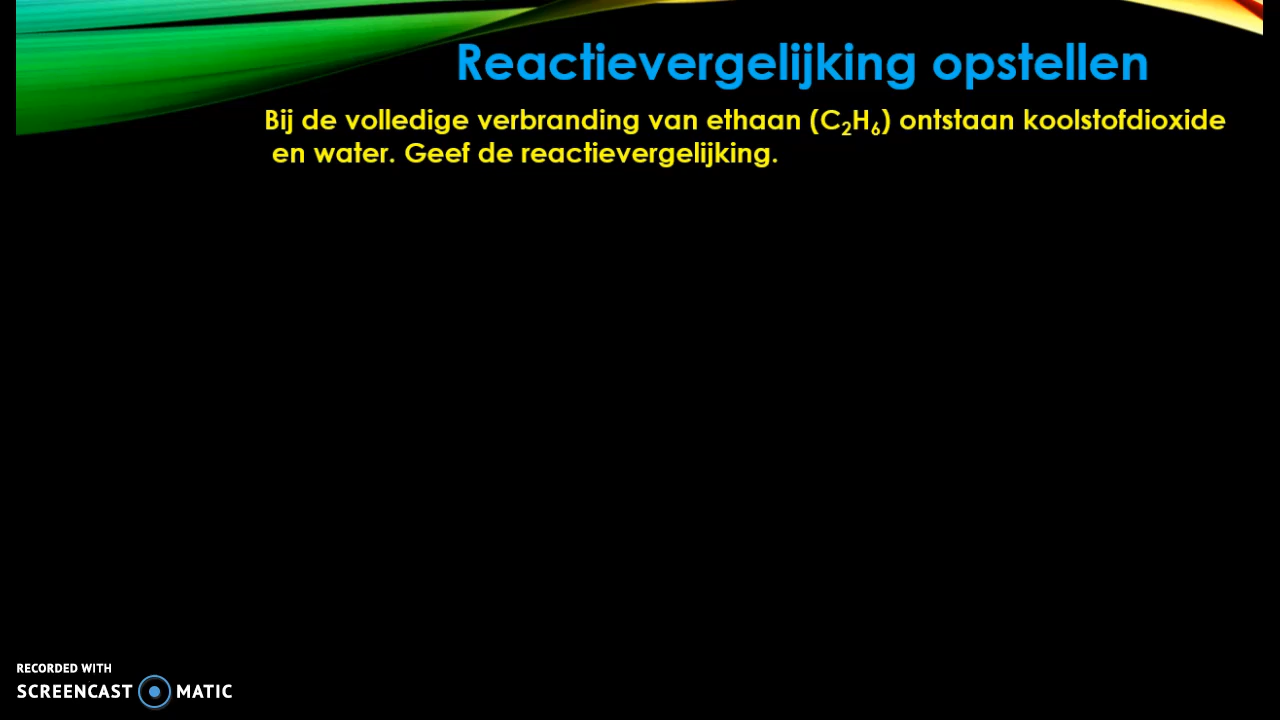 Reactievergelijking opstellen
Bij de volledige verbranding van ethaan (C₂H₆) ontstaan koolstofdioxide
en water. Geef de reactievergelijking.
RECORDED WITH
SCREENCAST MATIC